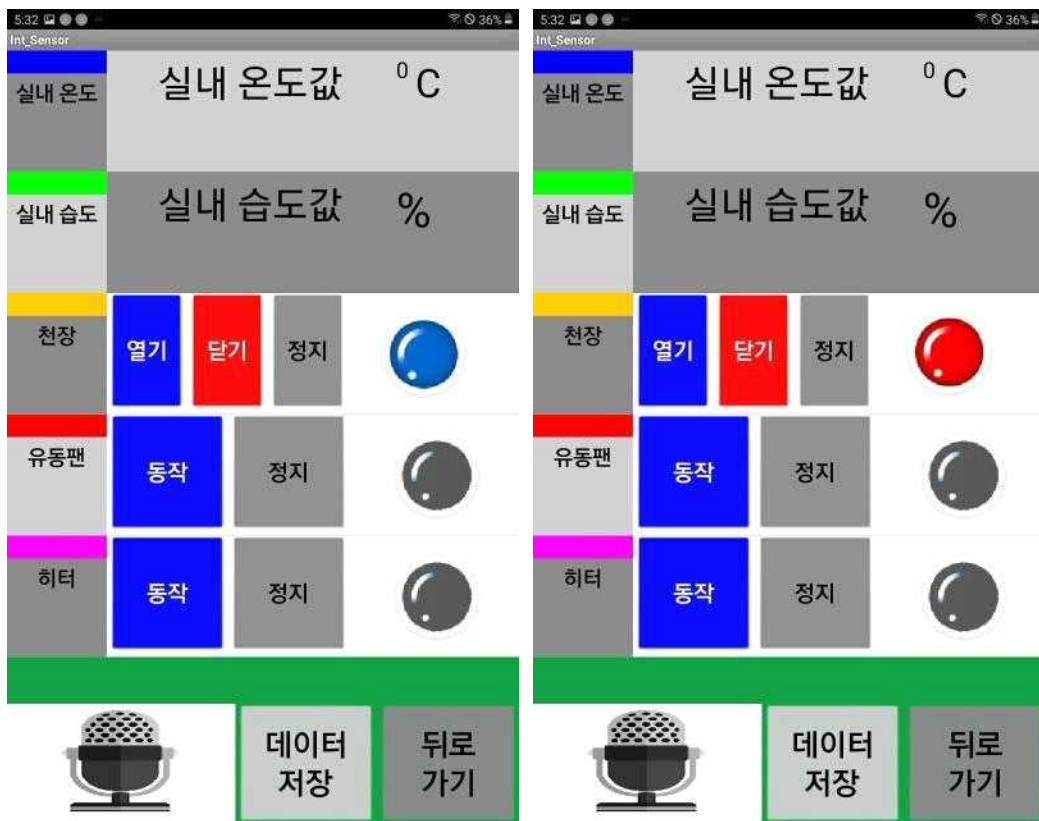 5:32
36%
Int_Sensor
실내 온도
실내 온도값 ⁰C
실내 습도
실내 습도값 %
천장
열기 닫기 정지
유동팬
동작 정지
히터
동작 정지
데이터
저장
뒤로
가기
5:32
36%
Int_Sensor
실내 온도
실내 온도값 ⁰C
실내 습도
실내 습도값 %
천장
열기 닫기 정지
유동팬
동작 정지
히터
동작 정지
데이터
저장
뒤로
가기